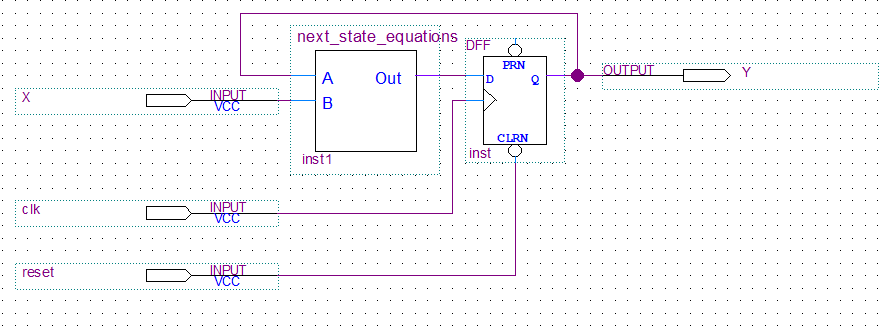 next_state_equations
A
Out
B
inst1
DFF
PRN
D
Q
CLRN
inst
OUTPUT
Y
X
INPUT
VCC
clk
INPUT
VCC
reset
INPUT
VCC